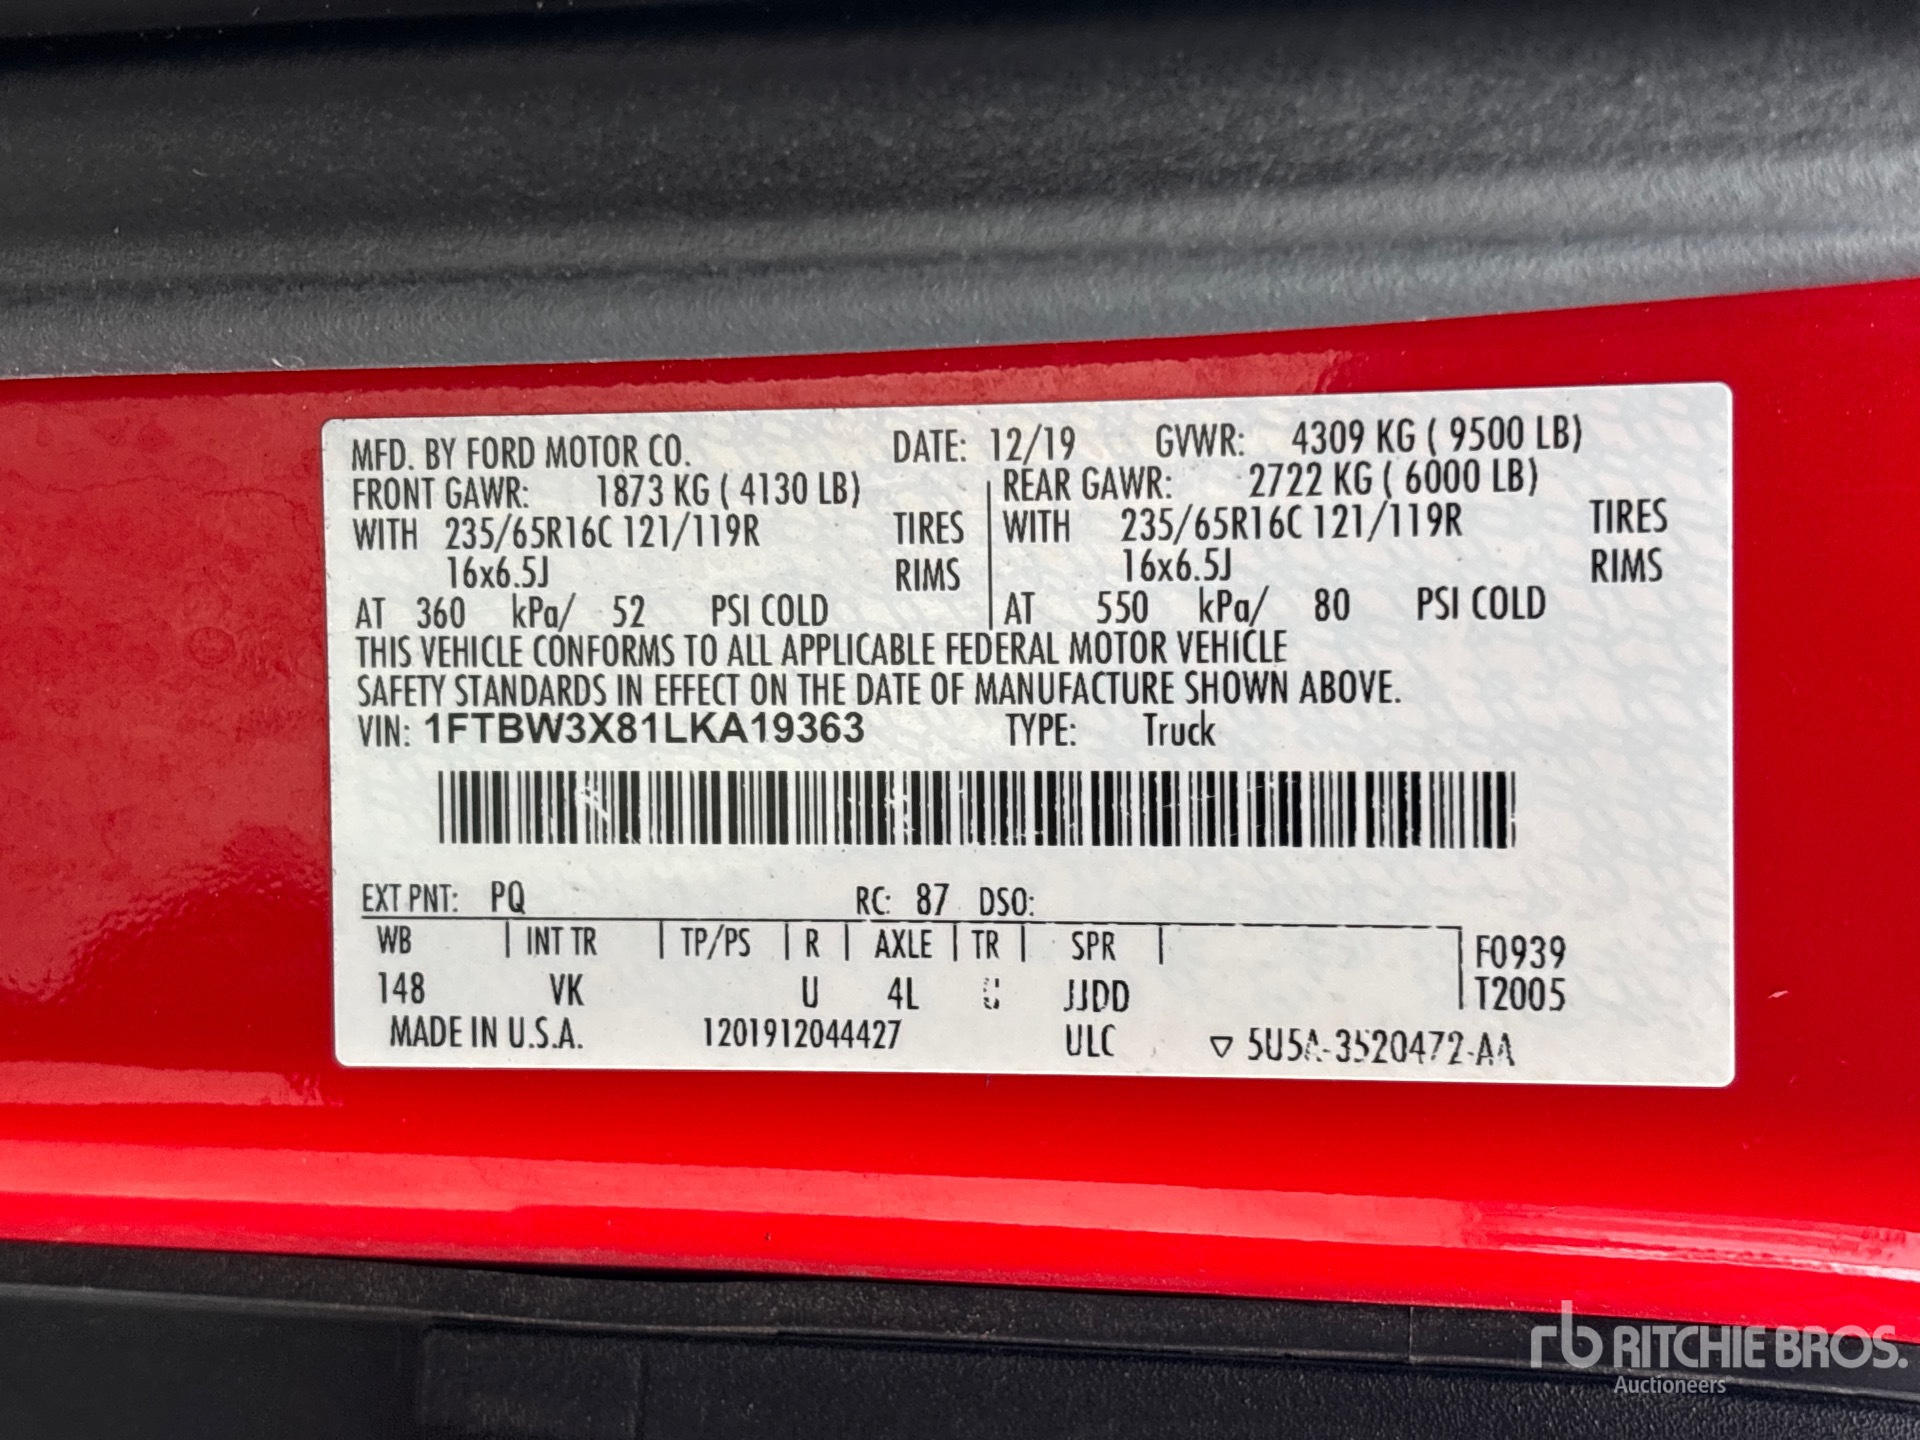 MFD. BY FORD MOTOR CO. DATE: 12/19 GVWR: 4309 KG ( 9500 LB)
FRONT GAWR: 1873 KG ( 4130 LB) REAR GAWR: 2722 KG ( 6000 LB)
WITH 235/65R16C 121/119R TIRES WITH 235/65R16C 121/119R TIRES
16x6.5J RIMS 16x6.5J RIMS
AT 360 kPa/ 52 PSI COLD AT 550 kPa/ 80 PSI COLD
THIS VEHICLE CONFORMS TO ALL APPLICABLE FEDERAL MOTOR VEHICLE
SAFETY STANDARDS IN EFFECT ON THE DATE OF MANUFACTURE SHOWN ABOVE.
VIN: 1FTBW3X81LKA19363 TYPE: Truck
EXT PNT: PQ RC: 87 DSO:
WB INT TR TP/PS R AXLE TR SPR F0939
148 VK U 4L JJDD T2005
MADE IN U.S.A. 1201912044427 ULC ▽ 5U5A-3520472-AA
rb RITCHIE BROS.
Auctioneers